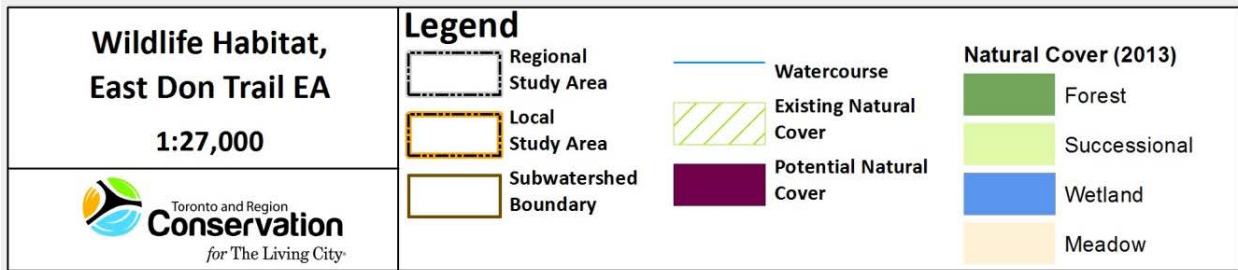 Wildlife Habitat,
East Don Trail EA
1:27,000
Toronto and Region
Conservation
for The Living City
Legend
Regional
Study Area
Local
Study Area
Subwatershed
Boundary
Watercourse
Existing Natural
Cover
Potential Natural
Cover
Natural Cover (2013)
Forest
Successional
Wetland
Meadow